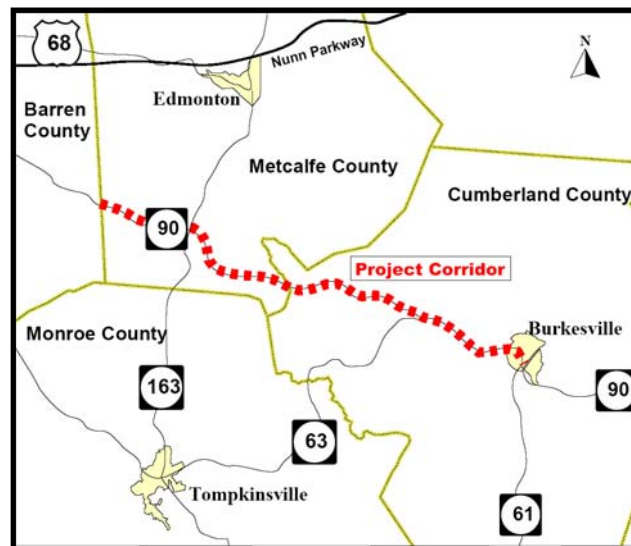 68
Nunn Parkway
N
Edmonton
Barren
County
Metcalfe County
Cumberland County
90
Project Corridor
Monroe County
Burkesville
163
90
63
Tompkinsville
61